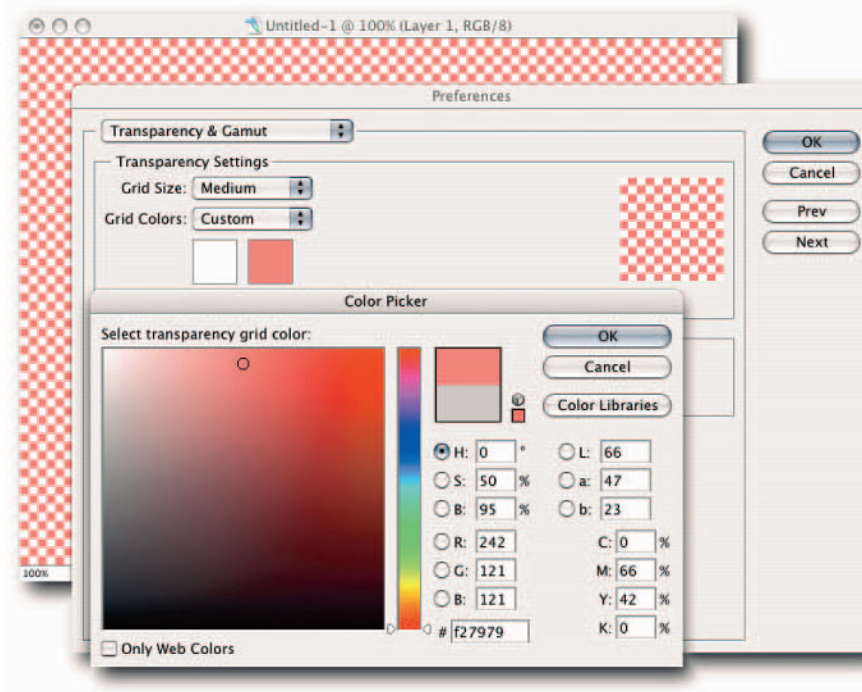 Untitled-1 @ 100% (Layer 1, RGB/8)
Preferences
Transparency & Gamut
OK
Transparency Settings
Cancel
Grid Size: Medium
Prev
Grid Colors: Custom
Next
Color Picker
Select transparency grid color:
OK
Cancel
Color Libraries
H: 0 °
L: 66
S: 50 %
a: 47
B: 95 %
b: 23
R: 242
C: 0 %
G: 121
M: 66 %
B: 121
Y: 42 %
# f27979
K: 0 %
Only Web Colors
100%